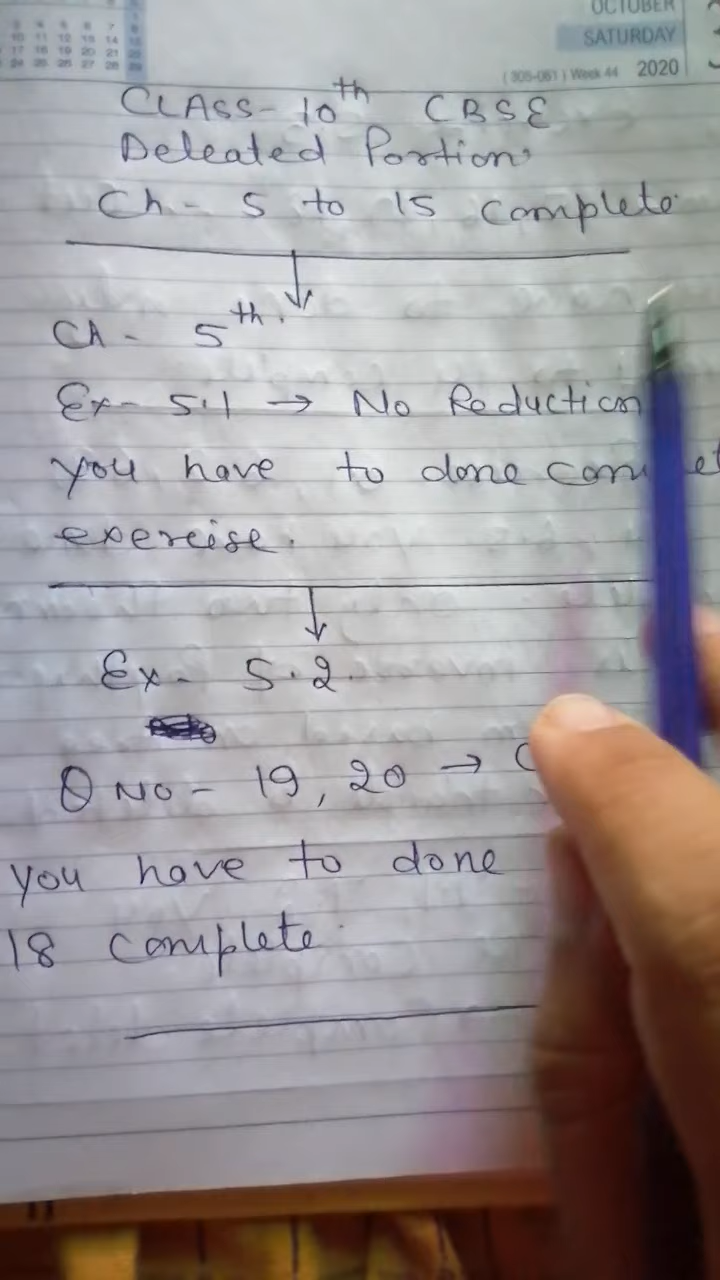 OCTOBER
SATURDAY
(305-061) Week 44 2020
CLASS- 10th CBSE
Deleated Portion
Ch - 5 to 15 Complete
Ch - 5th.
Ex- 5.1 → No Reduction
you have to done
exercise.
Ex- 5.2.
Q NO - 19, 20 →
you have to done
18 complete